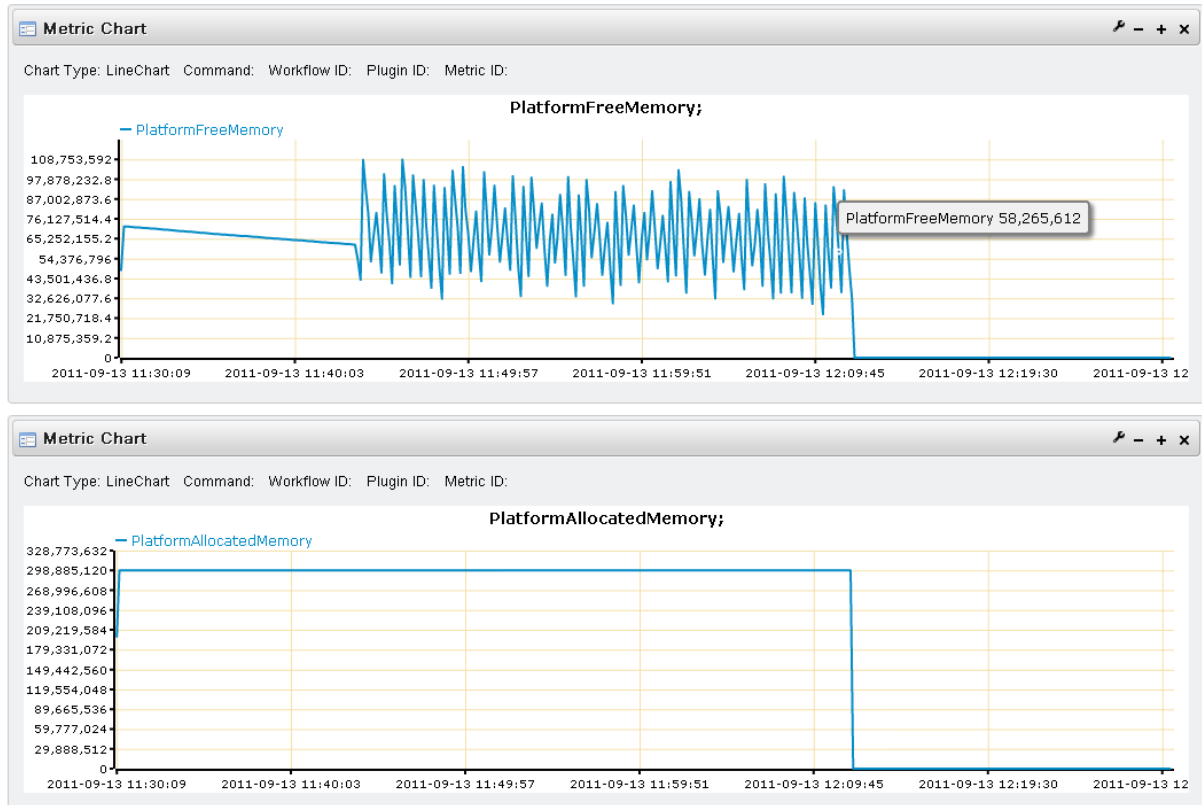 Metric Chart
Chart Type: LineChart Command: Workflow ID: Plugin ID: Metric ID:
PlatformFreeMemory;
PlatformFreeMemory
108,753,592
97,878,232.8
87,002,873.6
76,127,514.4
65,252,155.2
54,376,796
43,501,436.8
32,626,077.6
21,750,718.4
10,875,359.2
0
PlatformFreeMemory 58,265,612
2011-09-13 11:30:09 2011-09-13 11:40:03 2011-09-13 11:49:57 2011-09-13 11:59:51 2011-09-13 12:09:45 2011-09-13 12:19:30 2011-09-13 12
Metric Chart
Chart Type: LineChart Command: Workflow ID: Plugin ID: Metric ID:
PlatformAllocatedMemory;
PlatformAllocatedMemory
328,773,632
298,885,120
268,996,608
239,108,096
209,219,584
179,331,072
149,442,560
119,554,048
89,665,536
59,777,024
29,888,512
0
2011-09-13 11:30:09 2011-09-13 11:40:03 2011-09-13 11:49:57 2011-09-13 11:59:51 2011-09-13 12:09:45 2011-09-13 12:19:30 2011-09-13 12